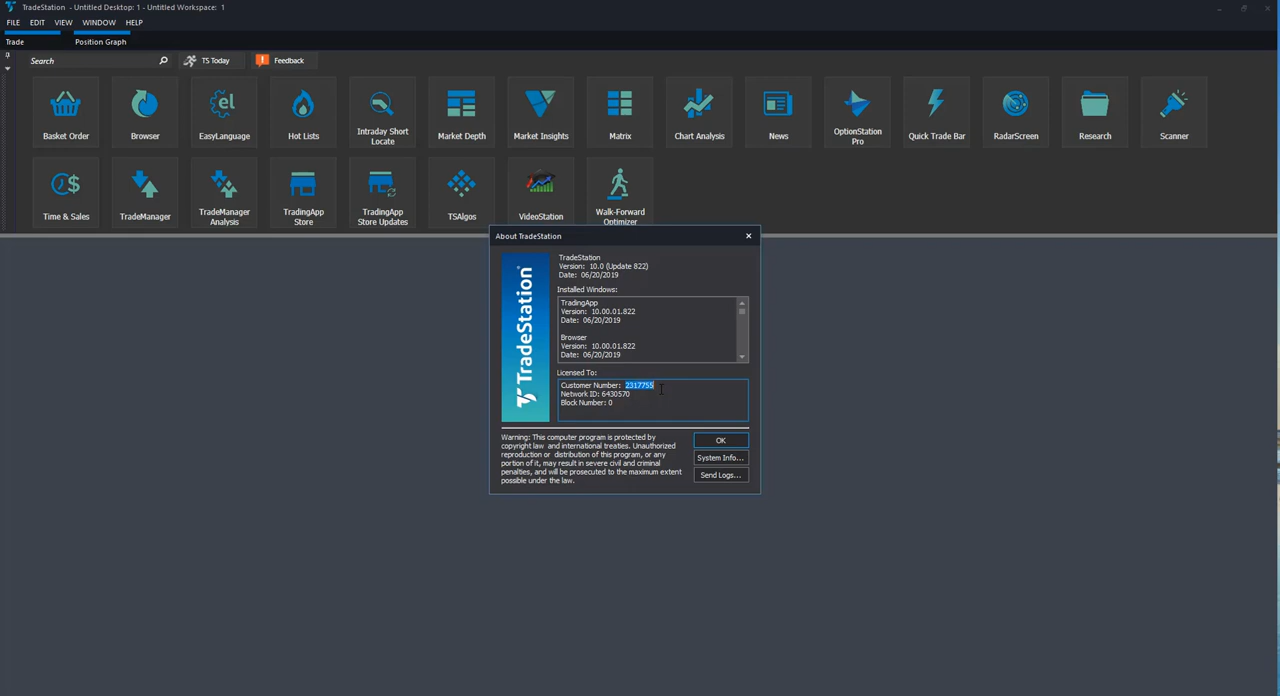 TradeStation - Untitled Desktop: 1 - Untitled Workspace: 1
FILE EDIT VIEW WINDOW HELP
Trade Position Graph
Search TS Today Feedback
Basket Order
Browser
EasyLanguage
Hot Lists
Intraday Short
Locate
Market Depth
Market Insights
Matrix
Chart Analysis
News
OptionStation
Pro
Quick Trade Bar
RadarScreen
Research
Scanner
Time & Sales
TradeManager
TradeManager
Analysis
TradingApp
Store
TradingApp
Store Updates
TSAlgos
VideoStation
Walk-Forward
Optimizer
About TradeStation
TradeStation
TradeStation
Version: 10.0 (Update 822)
Date: 06/20/2019
Installed Windows:
TradingApp
Version: 10.00.01.822
Date: 06/20/2019
Browser
Version: 10.00.01.822
Date: 06/20/2019
Licensed To:
Customer Number: 2317755
Network ID: 6430570
Block Number: 0
Warning: This computer program is protected by
copyright law and international treaties. Unauthorized
reproduction or distribution of this program, or any
portion of it, may result in severe civil and criminal
penalties, and will be prosecuted to the maximum extent
possible under the law.
OK
System Info...
Send Logs...